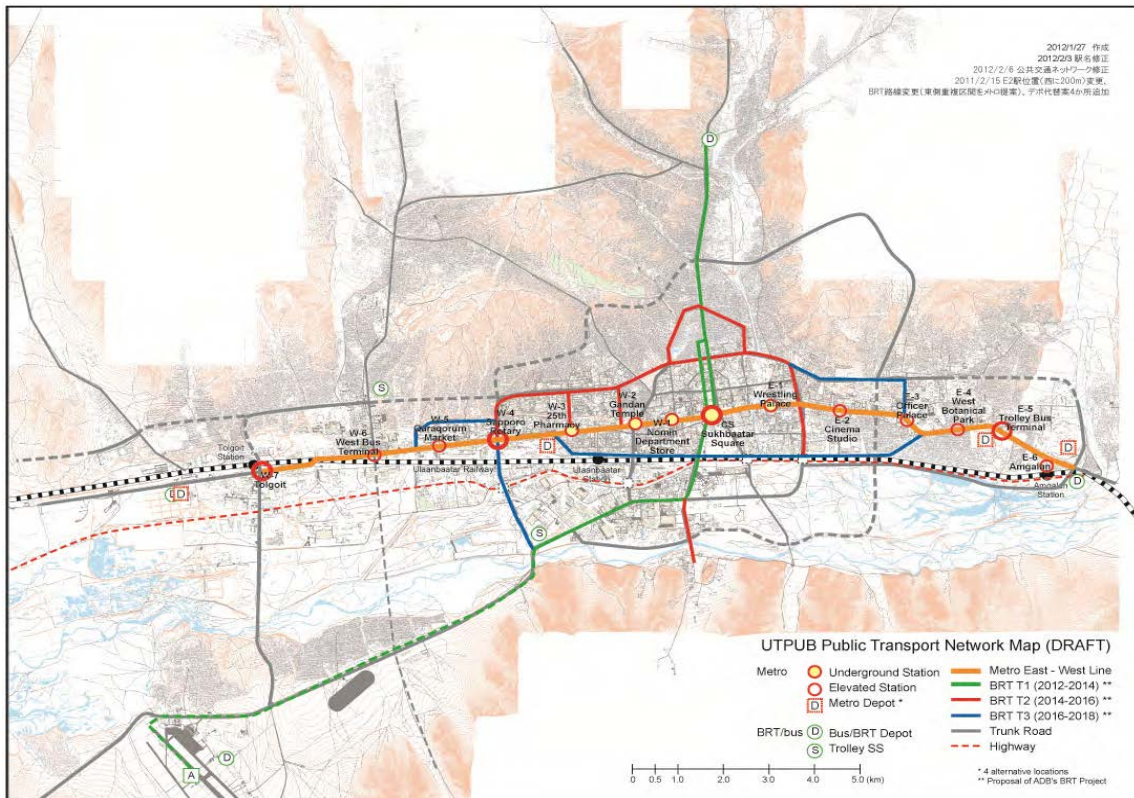 2012/1/27 作成
2012/2/3 駅名修正
2012/2/6 公共交通ネットワーク修正
2011/2/15 E2駅位置(西に200m)変更、
BRT路線変更(東側重複区間をメトロ提案)、デポ代替案4か所追加
D
S
W-7
Tolgoit
Tolgoit
Station
W-6
West Bus
Terminal
W-5
Qaraqorum
Market
W-4
Sapporo
Rotary
W-3
25th
Pharmacy
W-2
Gandan
Temple
W-1
Nomin
Department
Store
CS
Sukhbaatar
Square
E-1
Wrestling
Palace
E-2
Cinema
Studio
E-3
Officer
Palace
E-4
West
Botanical
Park
E-5
Trolley Bus
Terminal
E-6
Amgalan
Amgalan
Station
Ulaanbaatar Railway
Ulaanbaatar
Station
D
D
D
D
D
D
S
D
A
UTPUB Public Transport Network Map (DRAFT)
Metro
Underground Station
Elevated Station
D Metro Depot *
BRT/bus
D Bus/BRT Depot
S Trolley SS
Metro East - West Line
BRT T1 (2012-2014) **
BRT T2 (2014-2016) **
BRT T3 (2016-2018) **
Trunk Road
Highway
0 0.5 1.0 2.0 3.0 4.0 5.0 (km)
* 4 alternative locations
** Proposal of ADB's BRT Project